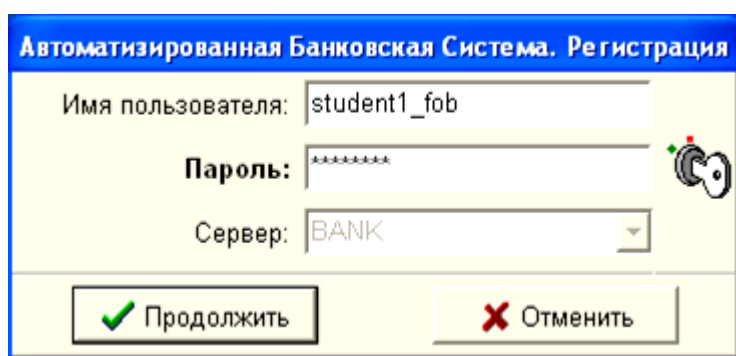 Автоматизированная Банковская Система. Регистрация
Имя пользователя: student1_fob
Пароль: ********
Сервер: BANK
Продолжить Отменить